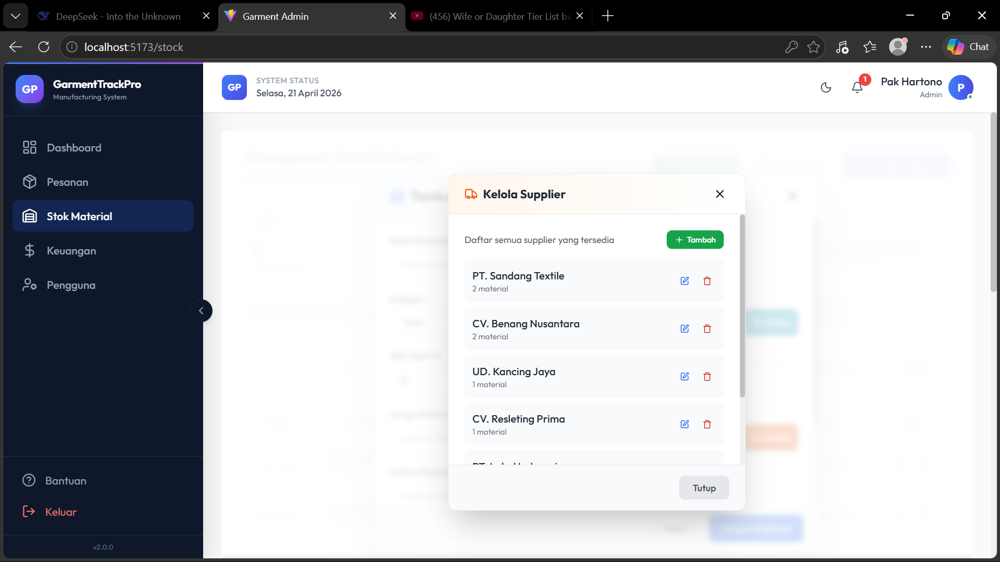 DeepSeek - Into the Unknown
Garment Admin
(456) Wife or Daughter Tier List bu
localhost:5173/stock
Chat
GP
GarmentTrackPro
Manufacturing System
GP
SYSTEM STATUS
Selasa, 21 April 2026
1
Pak Hartono
Admin
P
Dashboard
Pesanan
Stok Material
Keuangan
Pengguna
Bantuan
Keluar
v2.0.0
Kelola Supplier
Daftar semua supplier yang tersedia
+ Tambah
PT. Sandang Textile
2 material
CV. Benang Nusantara
2 material
UD. Kancing Jaya
1 material
CV. Resleting Prima
1 material
Tutup